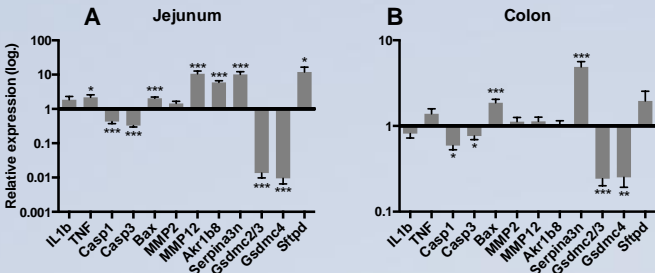 A Jejunum
Relative expression (log,)
100
10
1
0.1
0.01
0.001
*
***
***
***
***
***
***
***
***
*
IL1b
TNF
Casp1
Casp3
Bax
MMP2
MMP12
Akr1b8
Serpina3n
Gsdmc2/3
Gsdmc4
Sftpd
B Colon
10
1
0.1
*
*
***
***
***
**
IL1b
TNF
Casp1
Casp3
Bax
MMP2
MMP12
Akr1b8
Serpina3n
Gsdmc2/3
Gsdmc4
Sftpd